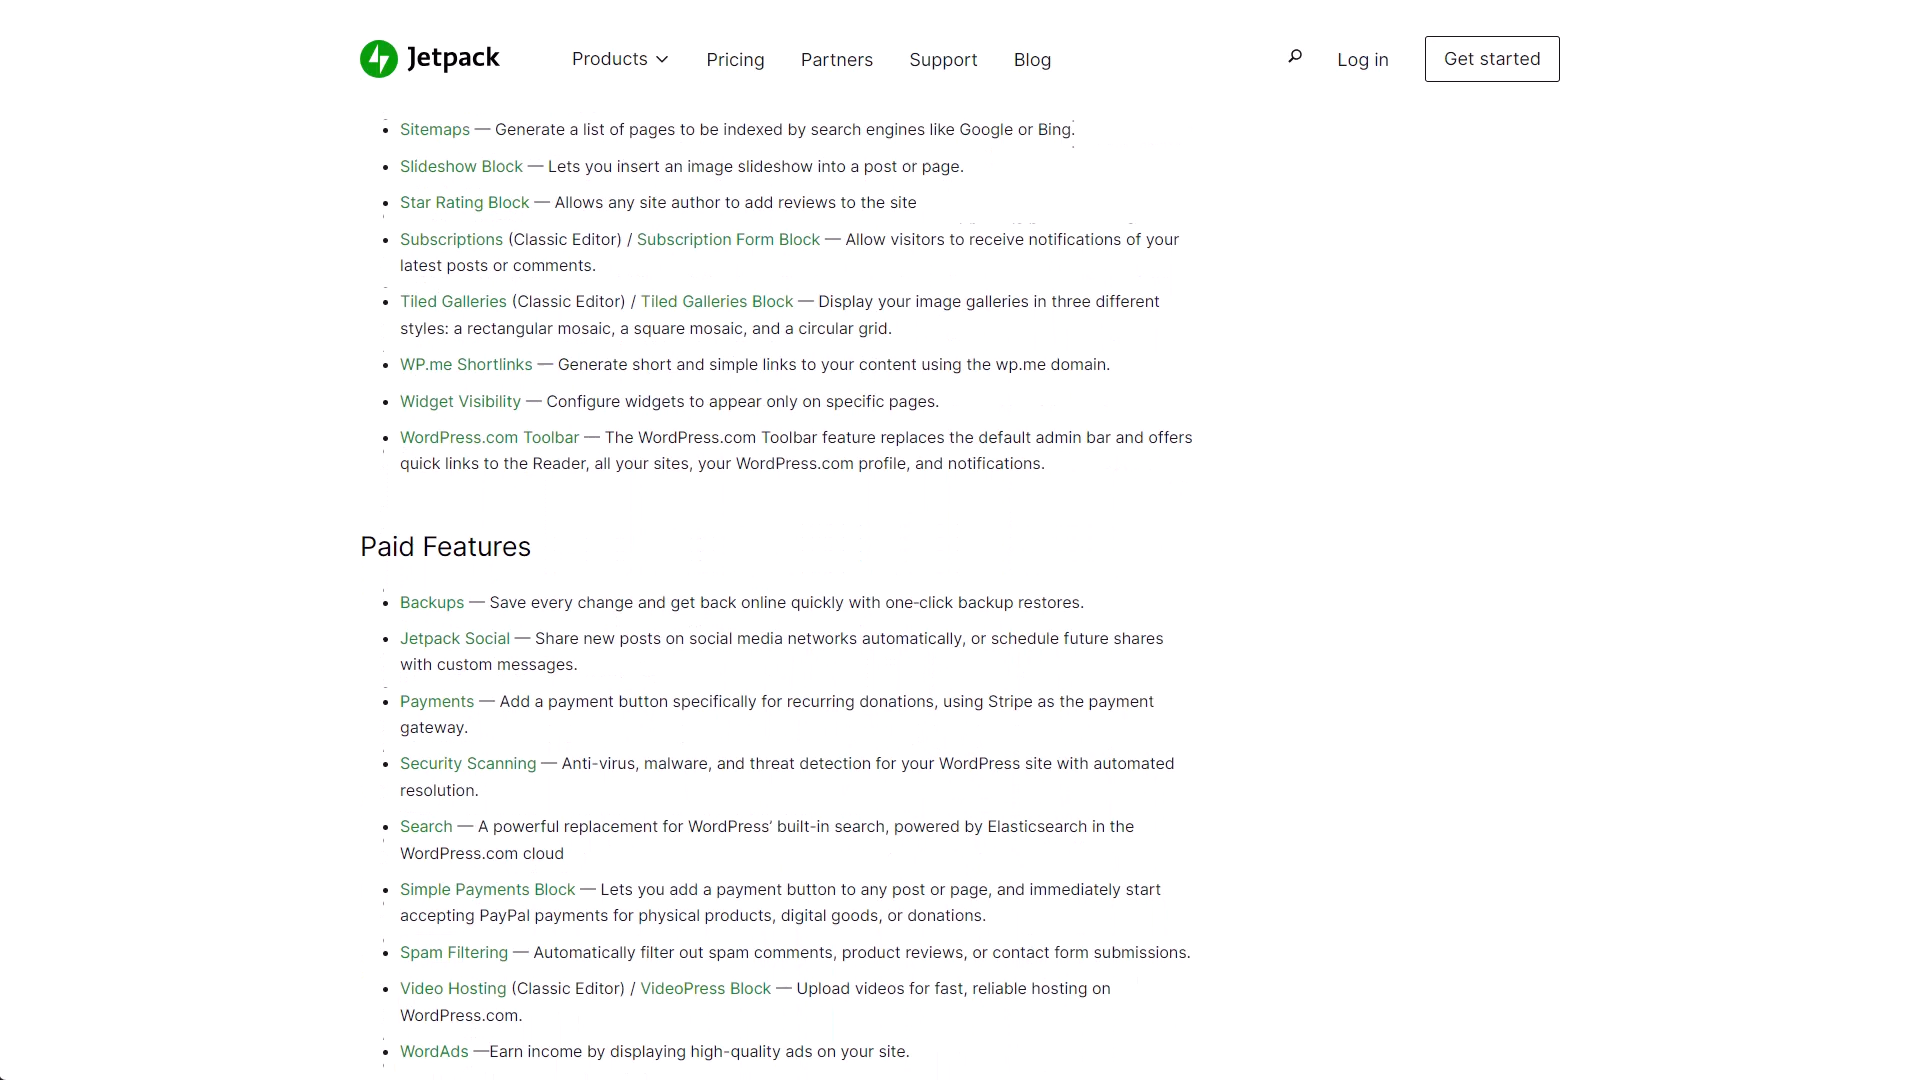 Jetpack
Products Pricing Partners Support Blog Log in Get started
Sitemaps — Generate a list of pages to be indexed by search engines like Google or Bing.
Slideshow Block — Lets you insert an image slideshow into a post or page.
Star Rating Block — Allows any site author to add reviews to the site
Subscriptions (Classic Editor) / Subscription Form Block — Allow visitors to receive notifications of your
latest posts or comments.
Tiled Galleries (Classic Editor) / Tiled Galleries Block — Display your image galleries in three different
styles: a rectangular mosaic, a square mosaic, and a circular grid.
WP.me Shortlinks — Generate short and simple links to your content using the wp.me domain.
Widget Visibility — Configure widgets to appear only on specific pages.
WordPress.com Toolbar — The WordPress.com Toolbar feature replaces the default admin bar and offers
quick links to the Reader, all your sites, your WordPress.com profile, and notifications.
Paid Features
Backups — Save every change and get back online quickly with one-click backup restores.
Jetpack Social — Share new posts on social media networks automatically, or schedule future shares
with custom messages.
Payments — Add a payment button specifically for recurring donations, using Stripe as the payment
gateway.
Security Scanning — Anti-virus, malware, and threat detection for your WordPress site with automated
resolution.
Search — A powerful replacement for WordPress’ built-in search, powered by Elasticsearch in the
WordPress.com cloud
Simple Payments Block — Lets you add a payment button to any post or page, and immediately start
accepting PayPal payments for physical products, digital goods, or donations.
Spam Filtering — Automatically filter out spam comments, product reviews, or contact form submissions.
Video Hosting (Classic Editor) / VideoPress Block — Upload videos for fast, reliable hosting on
WordPress.com.
WordAds —Earn income by displaying high-quality ads on your site.